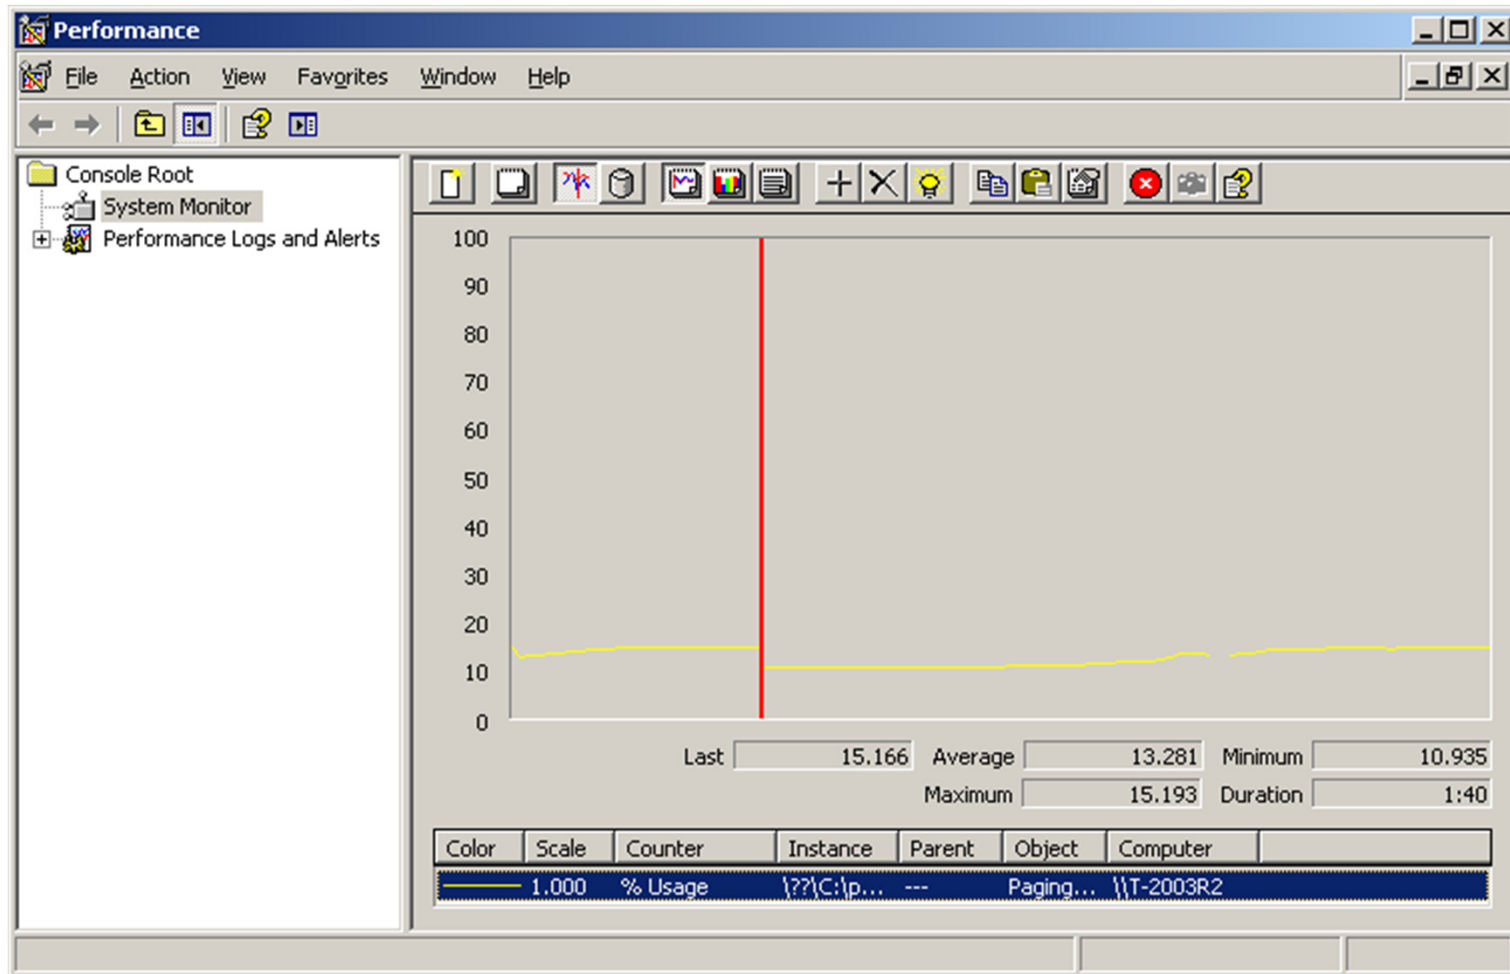 Performance
File Action View Favorites Window Help
Console Root
System Monitor
Performance Logs and Alerts
100
90
80
70
60
50
40
30
20
10
0
Last 15.166 Average 13.281 Minimum 10.935
Maximum 15.193 Duration 1:40
Color Scale Counter Instance Parent Object Computer
1.000 % Usage \??\C:\p... --- Paging... \\T-2003R2